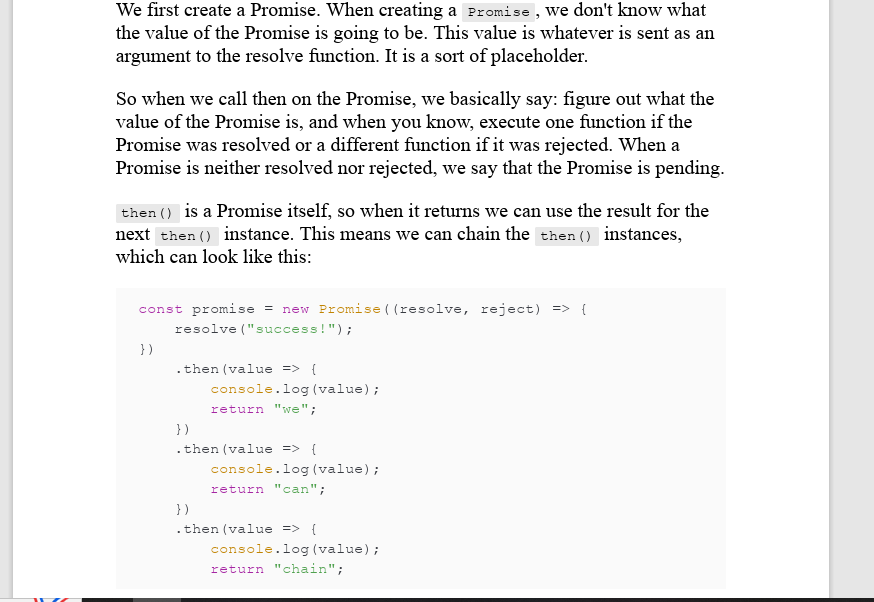 We first create a Promise. When creating a Promise, we don't know what
the value of the Promise is going to be. This value is whatever is sent as an
argument to the resolve function. It is a sort of placeholder.
So when we call then on the Promise, we basically say: figure out what the
value of the Promise is, and when you know, execute one function if the
Promise was resolved or a different function if it was rejected. When a
Promise is neither resolved nor rejected, we say that the Promise is pending.
then() is a Promise itself, so when it returns we can use the result for the
next then() instance. This means we can chain the then() instances,
which can look like this:
const promise = new Promise((resolve, reject) => {
    resolve("success!");
})
    .then(value => {
        console.log(value);
        return "we";
    })
    .then(value => {
        console.log(value);
        return "can";
    })
    .then(value => {
        console.log(value);
        return "chain";